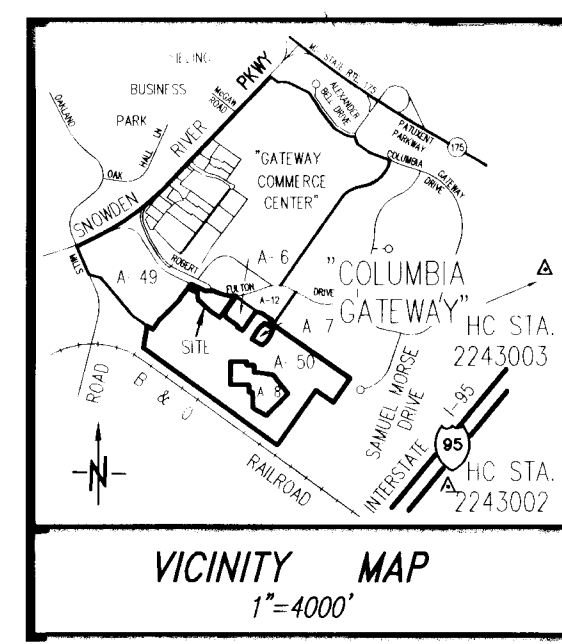 BUSINESS
PARK
OAKLAND
OAK
HALL LN
McGAW
ROAD
SNOWDEN RIVER PKWY
MD STATE RTE. 175
ALEXANDER
BELL DRIVE
PATUXENT
PARKWAY
175
COLUMBIA GATEWAY
DRIVE
"GATEWAY
COMMERCE
CENTER"
A-6
ROBERT FULTON DRIVE
A-49
A-12
A 7
A-50
A 8
SITE
"COLUMBIA
GATEWAY"
HC STA.
2243003
MILLS
ROAD
B & O RAILROAD
SAMUEL MORSE
DRIVE
INTERSTATE I-95
95
HC STA.
2243002
N
VICINITY MAP
1"=4000'